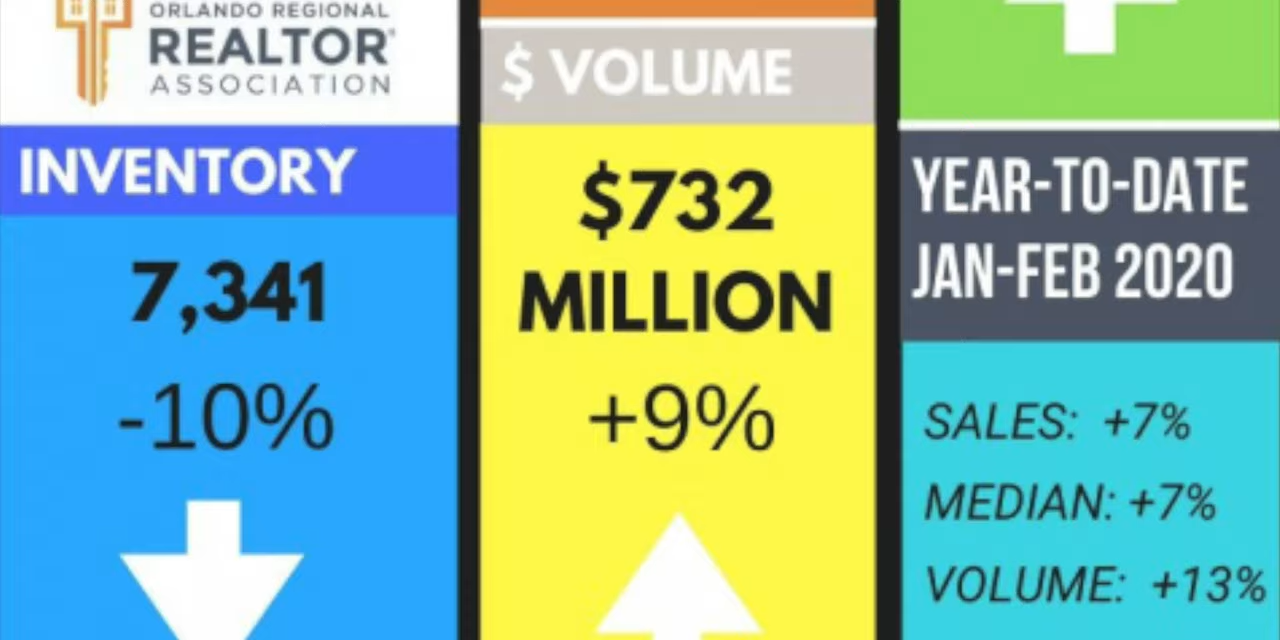 ORLANDO REGIONAL
REALTOR®
ASSOCIATION
INVENTORY
7,341
-10%
$ VOLUME
$732
MILLION
+9%
YEAR-TO-DATE
JAN-FEB 2020
SALES: +7%
MEDIAN: +7%
VOLUME: +13%